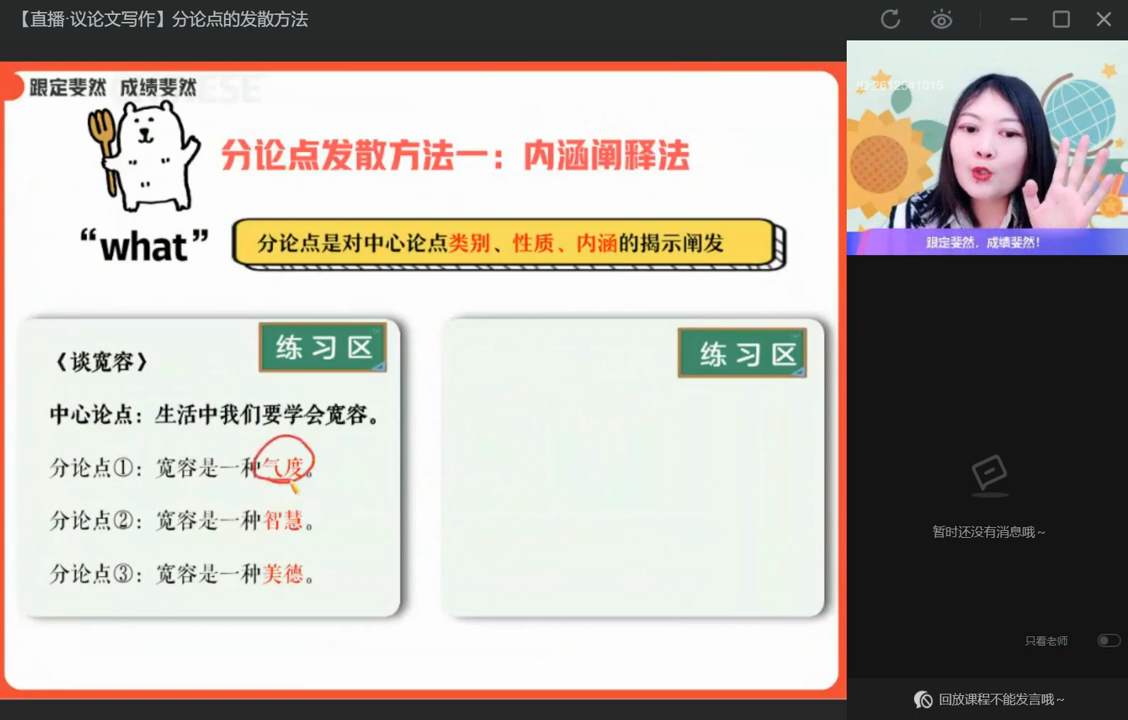 【直播·议论文写作】分论点的发散方法
跟定斐然 成绩斐然
分论点发散方法一：内涵阐释法
“what”
分论点是对中心论点类别、性质、内涵的揭示阐发
练习区
《谈宽容》
中心论点：生活中我们要学会宽容。
分论点①：宽容是一种气度。
分论点②：宽容是一种智慧。
分论点③：宽容是一种美德。
练习区
跟定斐然，成绩斐然！
暂时还没有消息哦～
只看老师
回放课程不能发言哦～